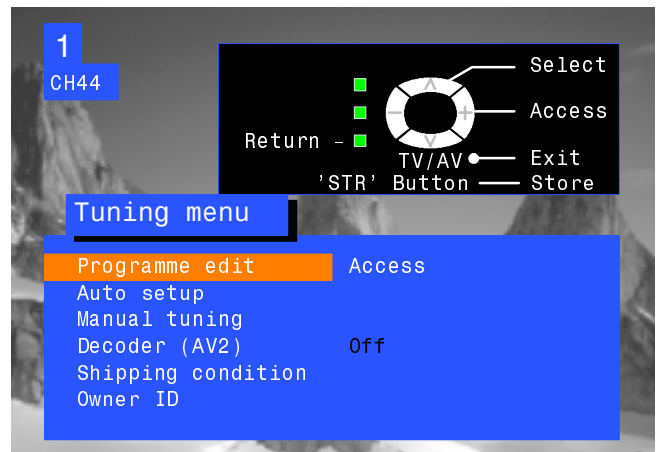 1
CH44
Select
Access
Return –
TV/AV
Exit
'STR' Button
Store
Tuning menu
Programme edit Access
Auto setup
Manual tuning
Decoder (AV2) Off
Shipping condition
Owner ID